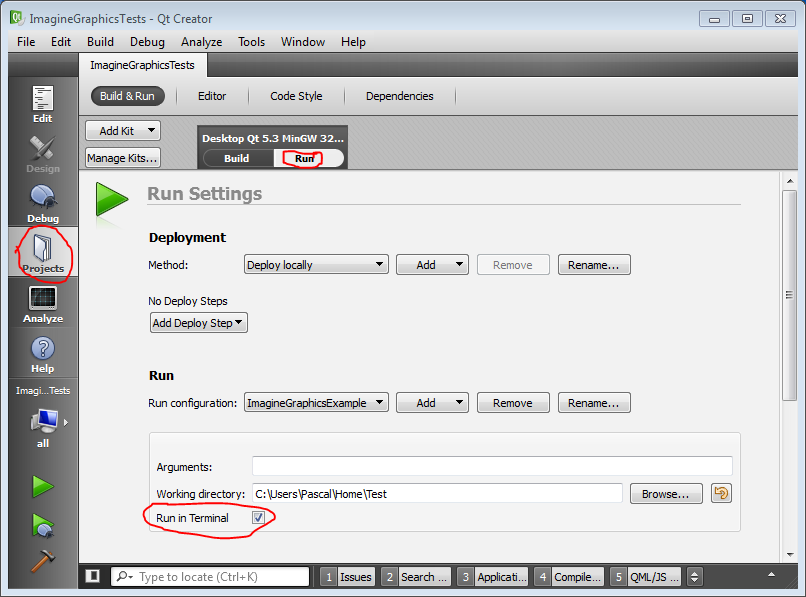 ImagineGraphicsTests - Qt Creator
File Edit Build Debug Analyze Tools Window Help
ImagineGraphicsTests
Build & Run Editor Code Style Dependencies
Add Kit
Manage Kits...
Desktop Qt 5.3 MinGW 32...
Build Run
Edit
Design
Debug
Projects
Analyze
Help
Imagi...Tests
all
Run Settings
Deployment
Method: Deploy locally Add Remove Rename...
No Deploy Steps
Add Deploy Step
Run
Run configuration: ImagineGraphicsExample Add Remove Rename...
Arguments:
Working directory: C:\Users\Pascal\Home\Test Browse...
Run in Terminal
Type to locate (Ctrl+K) 1 Issues 2 Search ... 3 Applicati... 4 Compile... 5 QML/JS ...